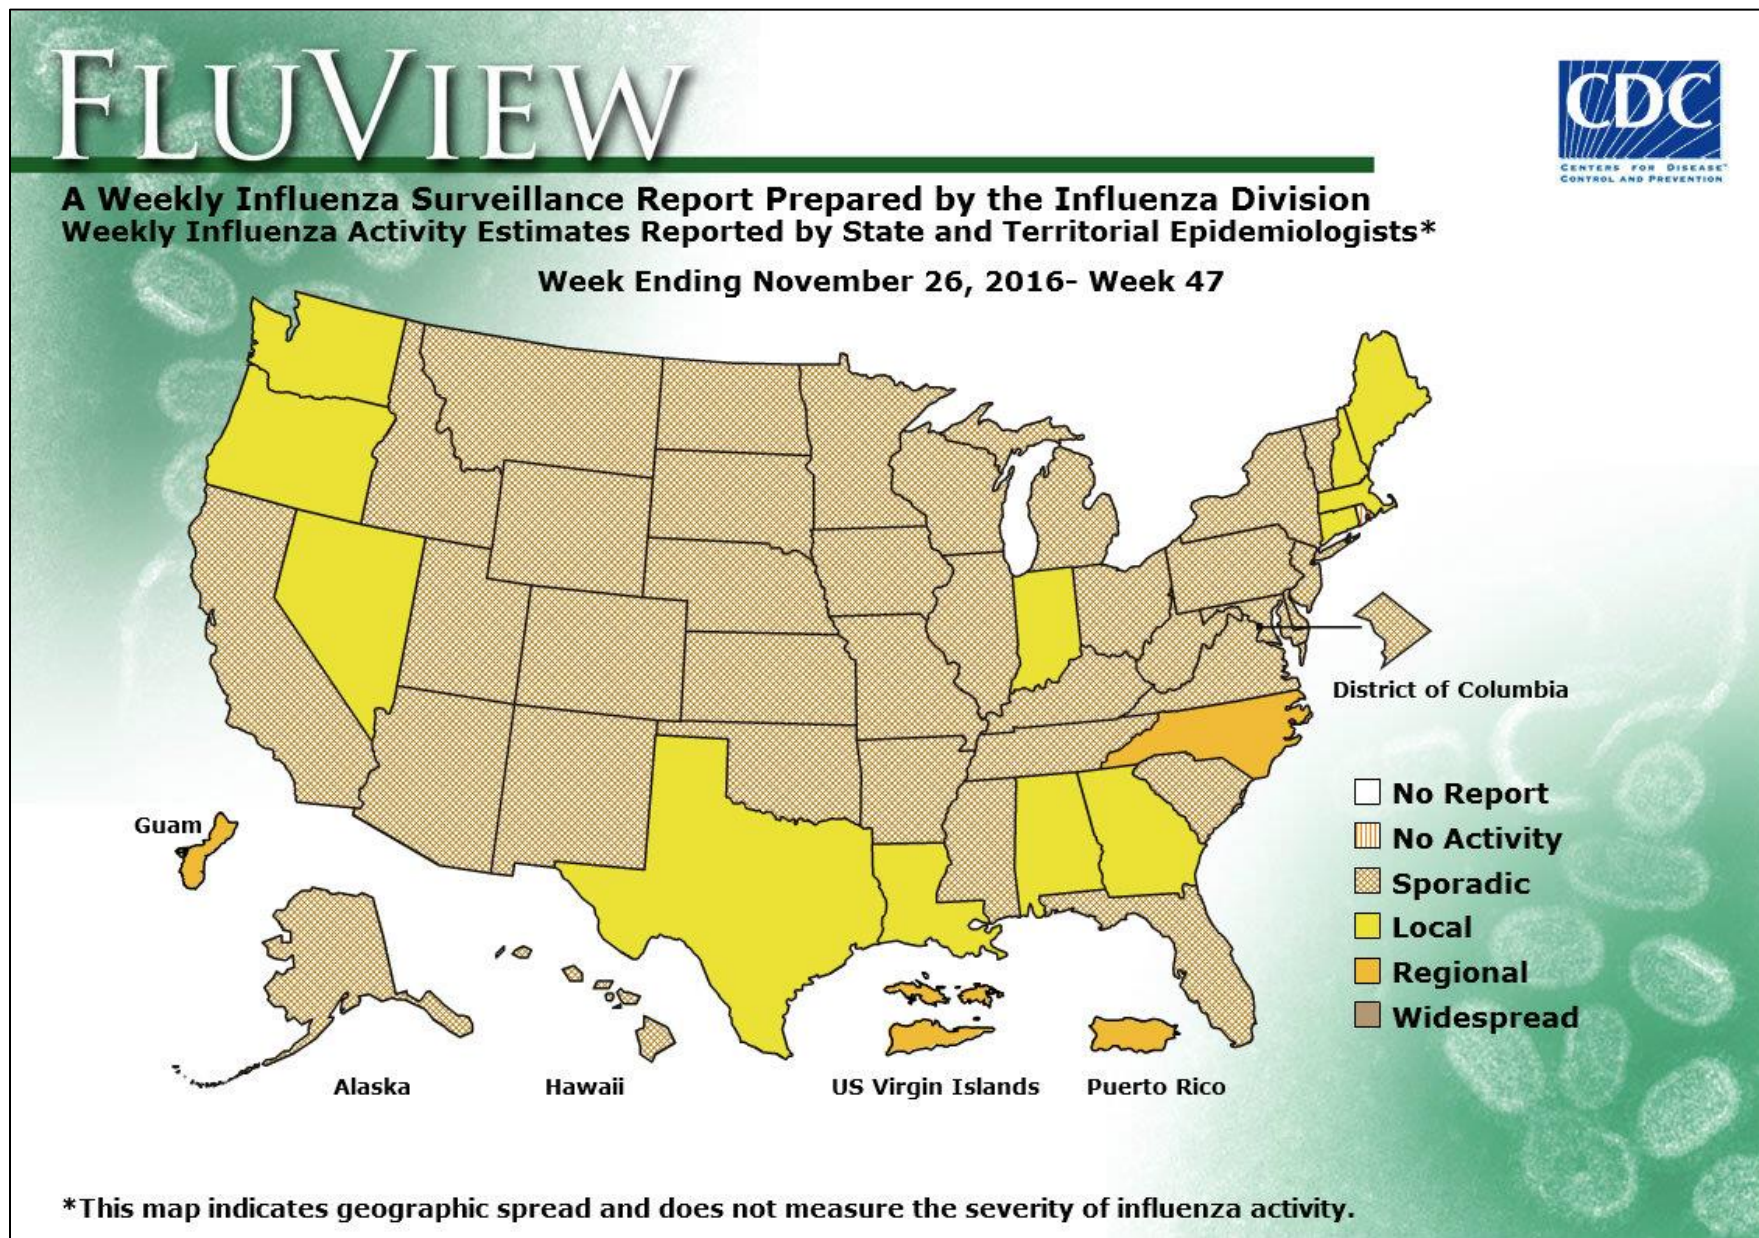 FLUVIEW
CDC
CENTERS FOR DISEASE™
CONTROL AND PREVENTION
A Weekly Influenza Surveillance Report Prepared by the Influenza Division
Weekly Influenza Activity Estimates Reported by State and Territorial Epidemiologists*
Week Ending November 26, 2016- Week 47
District of Columbia
No Report
No Activity
Sporadic
Local
Regional
Widespread
Guam
Alaska
Hawaii
US Virgin Islands
Puerto Rico
*This map indicates geographic spread and does not measure the severity of influenza activity.